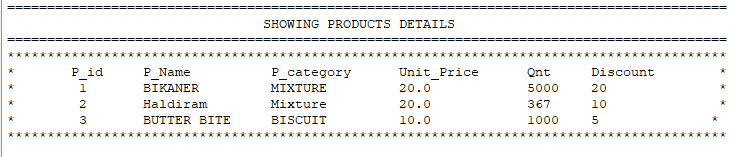 ==========================================================================================
SHOWING PRODUCTS DETAILS
==========================================================================================
******************************************************************************************
* P_id P_Name P_category Unit_Price Qnt Discount *
* 1 BIKANER MIXTURE 20.0 5000 20 *
* 2 Haldiram Mixture 20.0 367 10 *
* 3 BUTTER BITE BISCUIT 10.0 1000 5 *
******************************************************************************************